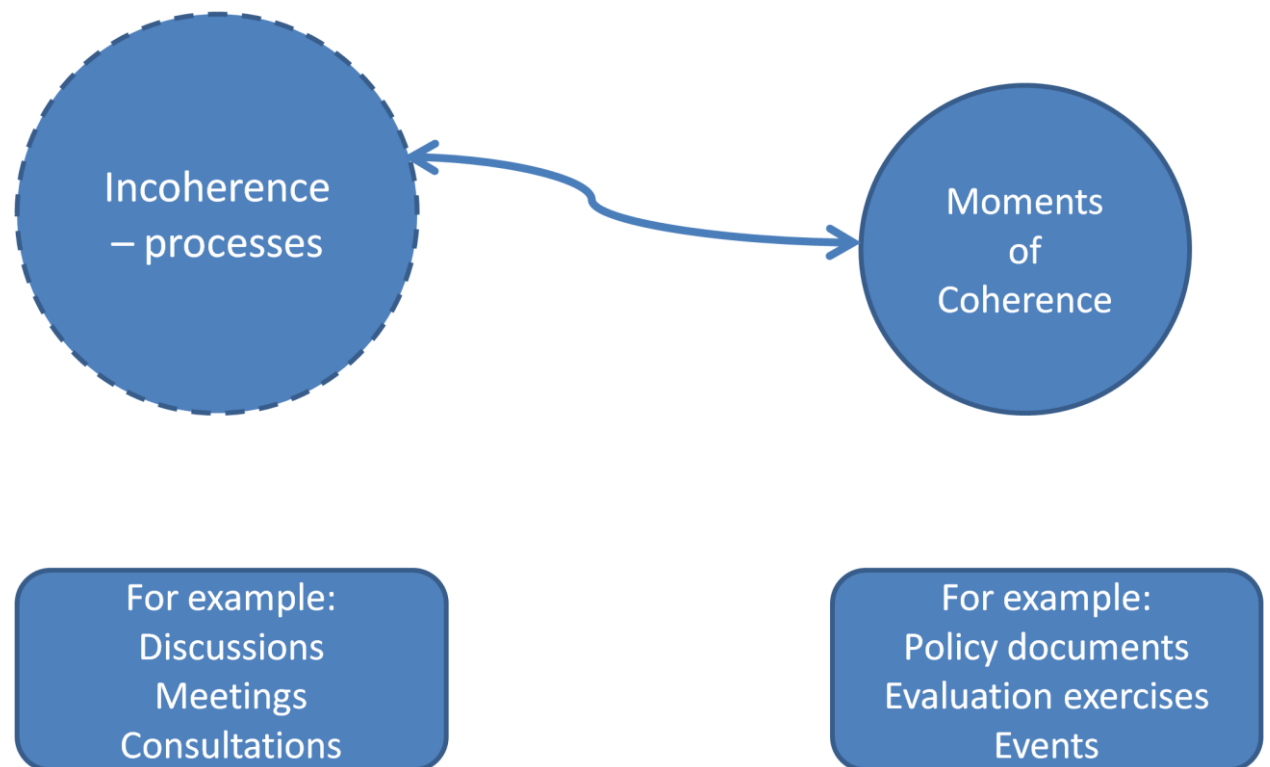 Incoherence
– processes
Moments
of
Coherence
For example:
Discussions
Meetings
Consultations
For example:
Policy documents
Evaluation exercises
Events